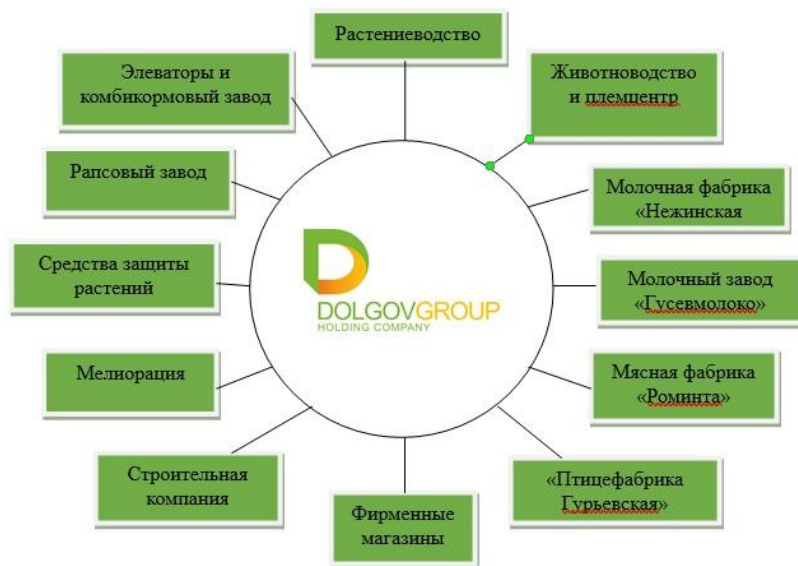 Растениеводство
Животноводство
и племцентр
Молочная фабрика
«Нежинская
Молочный завод
«Гусевмолоко»
Мясная фабрика
«Роминта»
«Птицефабрика
Гурьевская»
Фирменные
магазины
Строительная
компания
Мелиорация
Средства защиты
растений
Рапсовый завод
Элеваторы и
комбикормовый завод
DOLGOVGROUP
HOLDING COMPANY